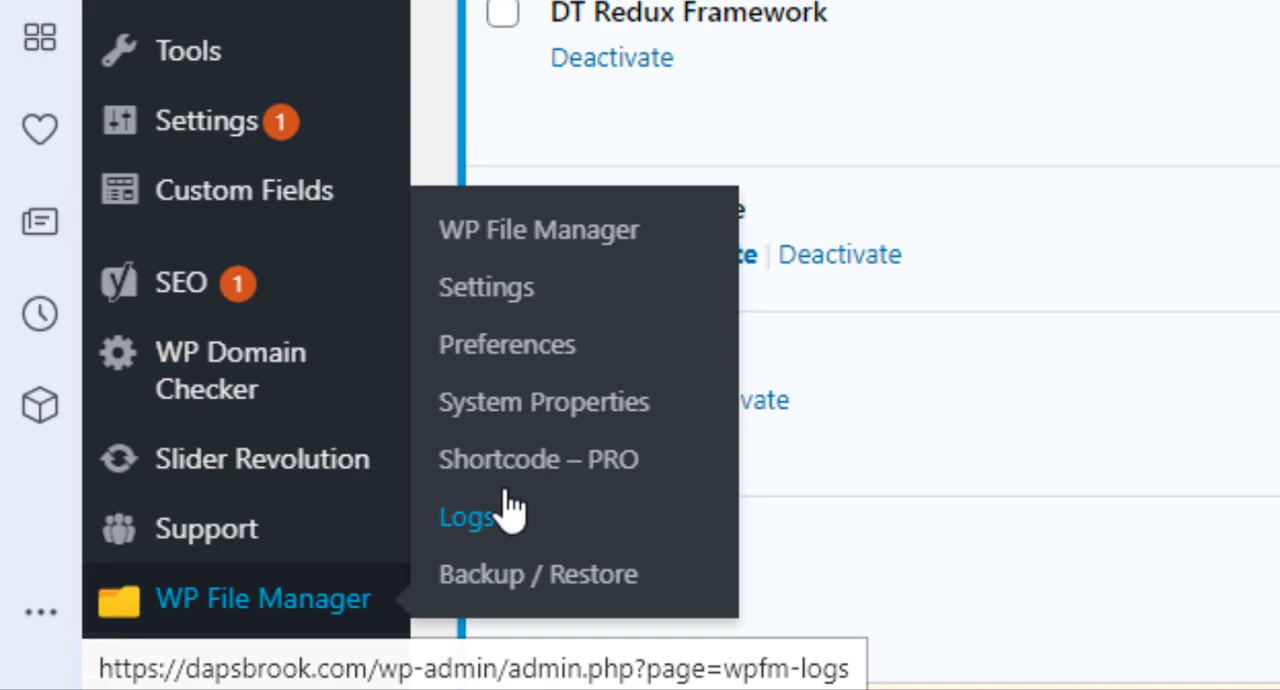 DT Redux Framework
Deactivate
Tools
Settings 1
Custom Fields
SEO 1
WP Domain
Checker
Slider Revolution
Support
WP File Manager
WP File Manager
Settings
Preferences
System Properties
Shortcode – PRO
Logs
Backup / Restore
| Deactivate
https://dapsbrook.com/wp-admin/admin.php?page=wpfm-logs